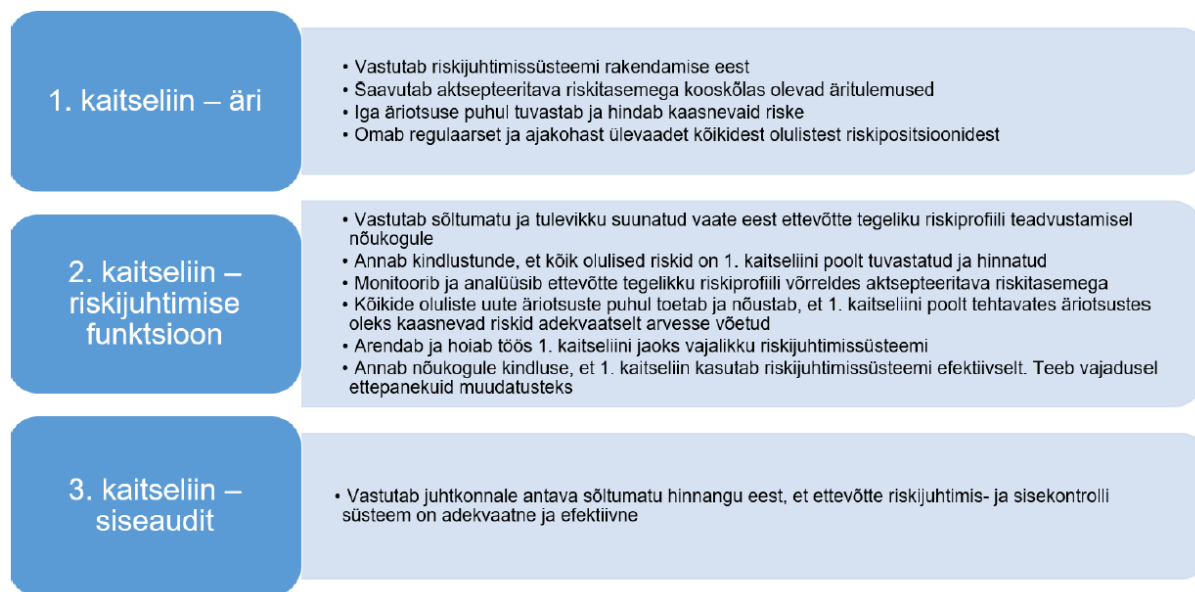 1. kaitseliin – äri
• Vastutab riskijuhtimissüsteemi rakendamise eest
• Saavutab aktsepteeritava riskitasemega kooskõlas olevad äritulemused
• Iga äriotsuse puhul tuvastab ja hindab kaasnevaid riske
• Omab regulaarset ja ajakohast ülevaadet kõikidest olulistest riskipositsioonidest
2. kaitseliin –
riskijuhtimise
funktsioon
• Vastutab sõltumatu ja tulevikku suunatud vaate eest ettevõtte tegeliku riskiprofiili teadvustamisel
nõukogule
• Annab kindlustunde, et kõik olulised riskid on 1. kaitseliini poolt tuvastatud ja hinnatud
• Monitoorib ja analüüsib ettevõtte tegelikku riskiprofiili võrreldes aktsepteeritava riskitasemega
• Kõikide oluliste uute äriotsuste puhul toetab ja nõustab, et 1. kaitseliini poolt tehtavates äriotsustes
oleks kaasnevad riskid adekvaatselt arvesse võetud
• Arendab ja hoiab töös 1. kaitseliini jaoks vajalikku riskijuhtimissüsteemi
• Annab nõukogule kindluse, et 1. kaitseliin kasutab riskijuhtimissüsteemi efektiivselt. Teeb vajadusel
ettepanekuid muudatusteks
3. kaitseliin –
siseaudit
• Vastutab juhtkonnale antava sõltumatu hinnangu eest, et ettevõtte riskijuhtimis- ja sisekontrolli
süsteem on adekvaatne ja efektiivne